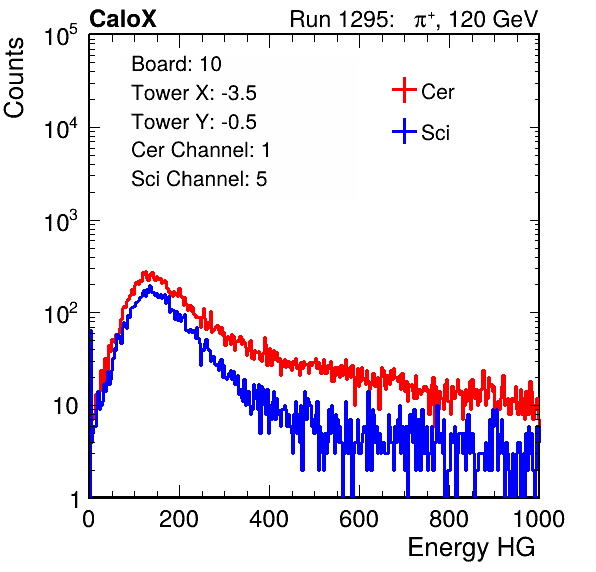 CaloX Run 1295: π⁺, 120 GeV
Counts
Board: 10
Tower X: -3.5
Tower Y: -0.5
Cer Channel: 1
Sci Channel: 5
Cer
Sci
10⁵
10⁴
10³
10²
10
1
0 200 400 600 800 1000
Energy HG